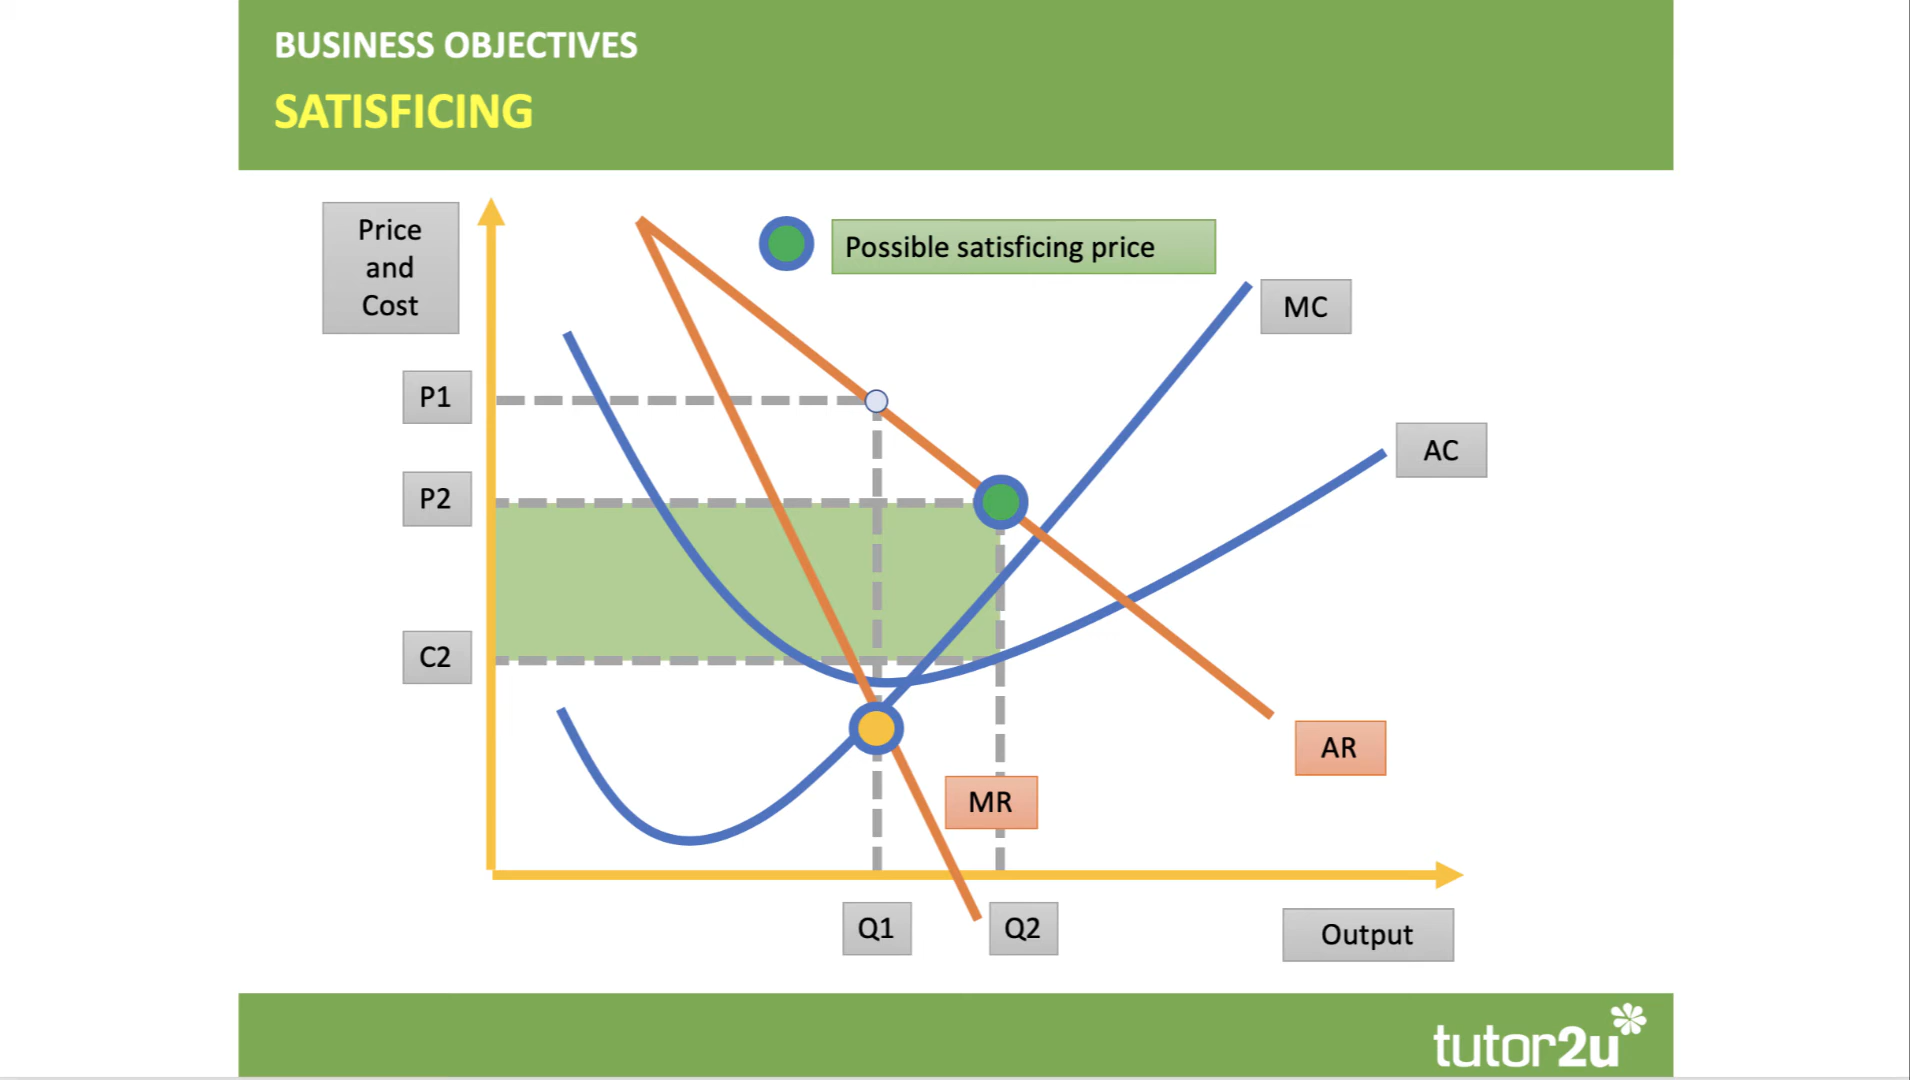 BUSINESS OBJECTIVES
SATISFICING
Price
and
Cost
Possible satisficing price
MC
P1
AC
P2
C2
AR
MR
Q1
Q2
Output
tutor2u